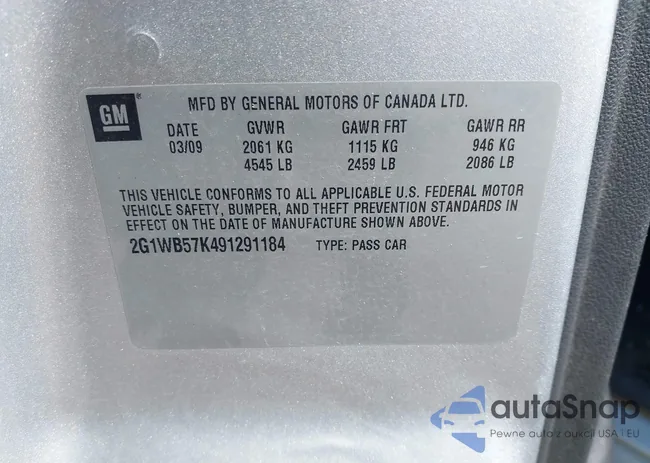 GM
MFD BY GENERAL MOTORS OF CANADA LTD.
DATE GVWR GAWR FRT GAWR RR
03/09 2061 KG 1115 KG 946 KG
4545 LB 2459 LB 2086 LB
THIS VEHICLE CONFORMS TO ALL APPLICABLE U.S. FEDERAL MOTOR
VEHICLE SAFETY, BUMPER, AND THEFT PREVENTION STANDARDS IN
EFFECT ON THE DATE OF MANUFACTURE SHOWN ABOVE.
2G1WB57K491291184 TYPE: PASS CAR
autoSnap
Pewne auta z aukcji USA i EU